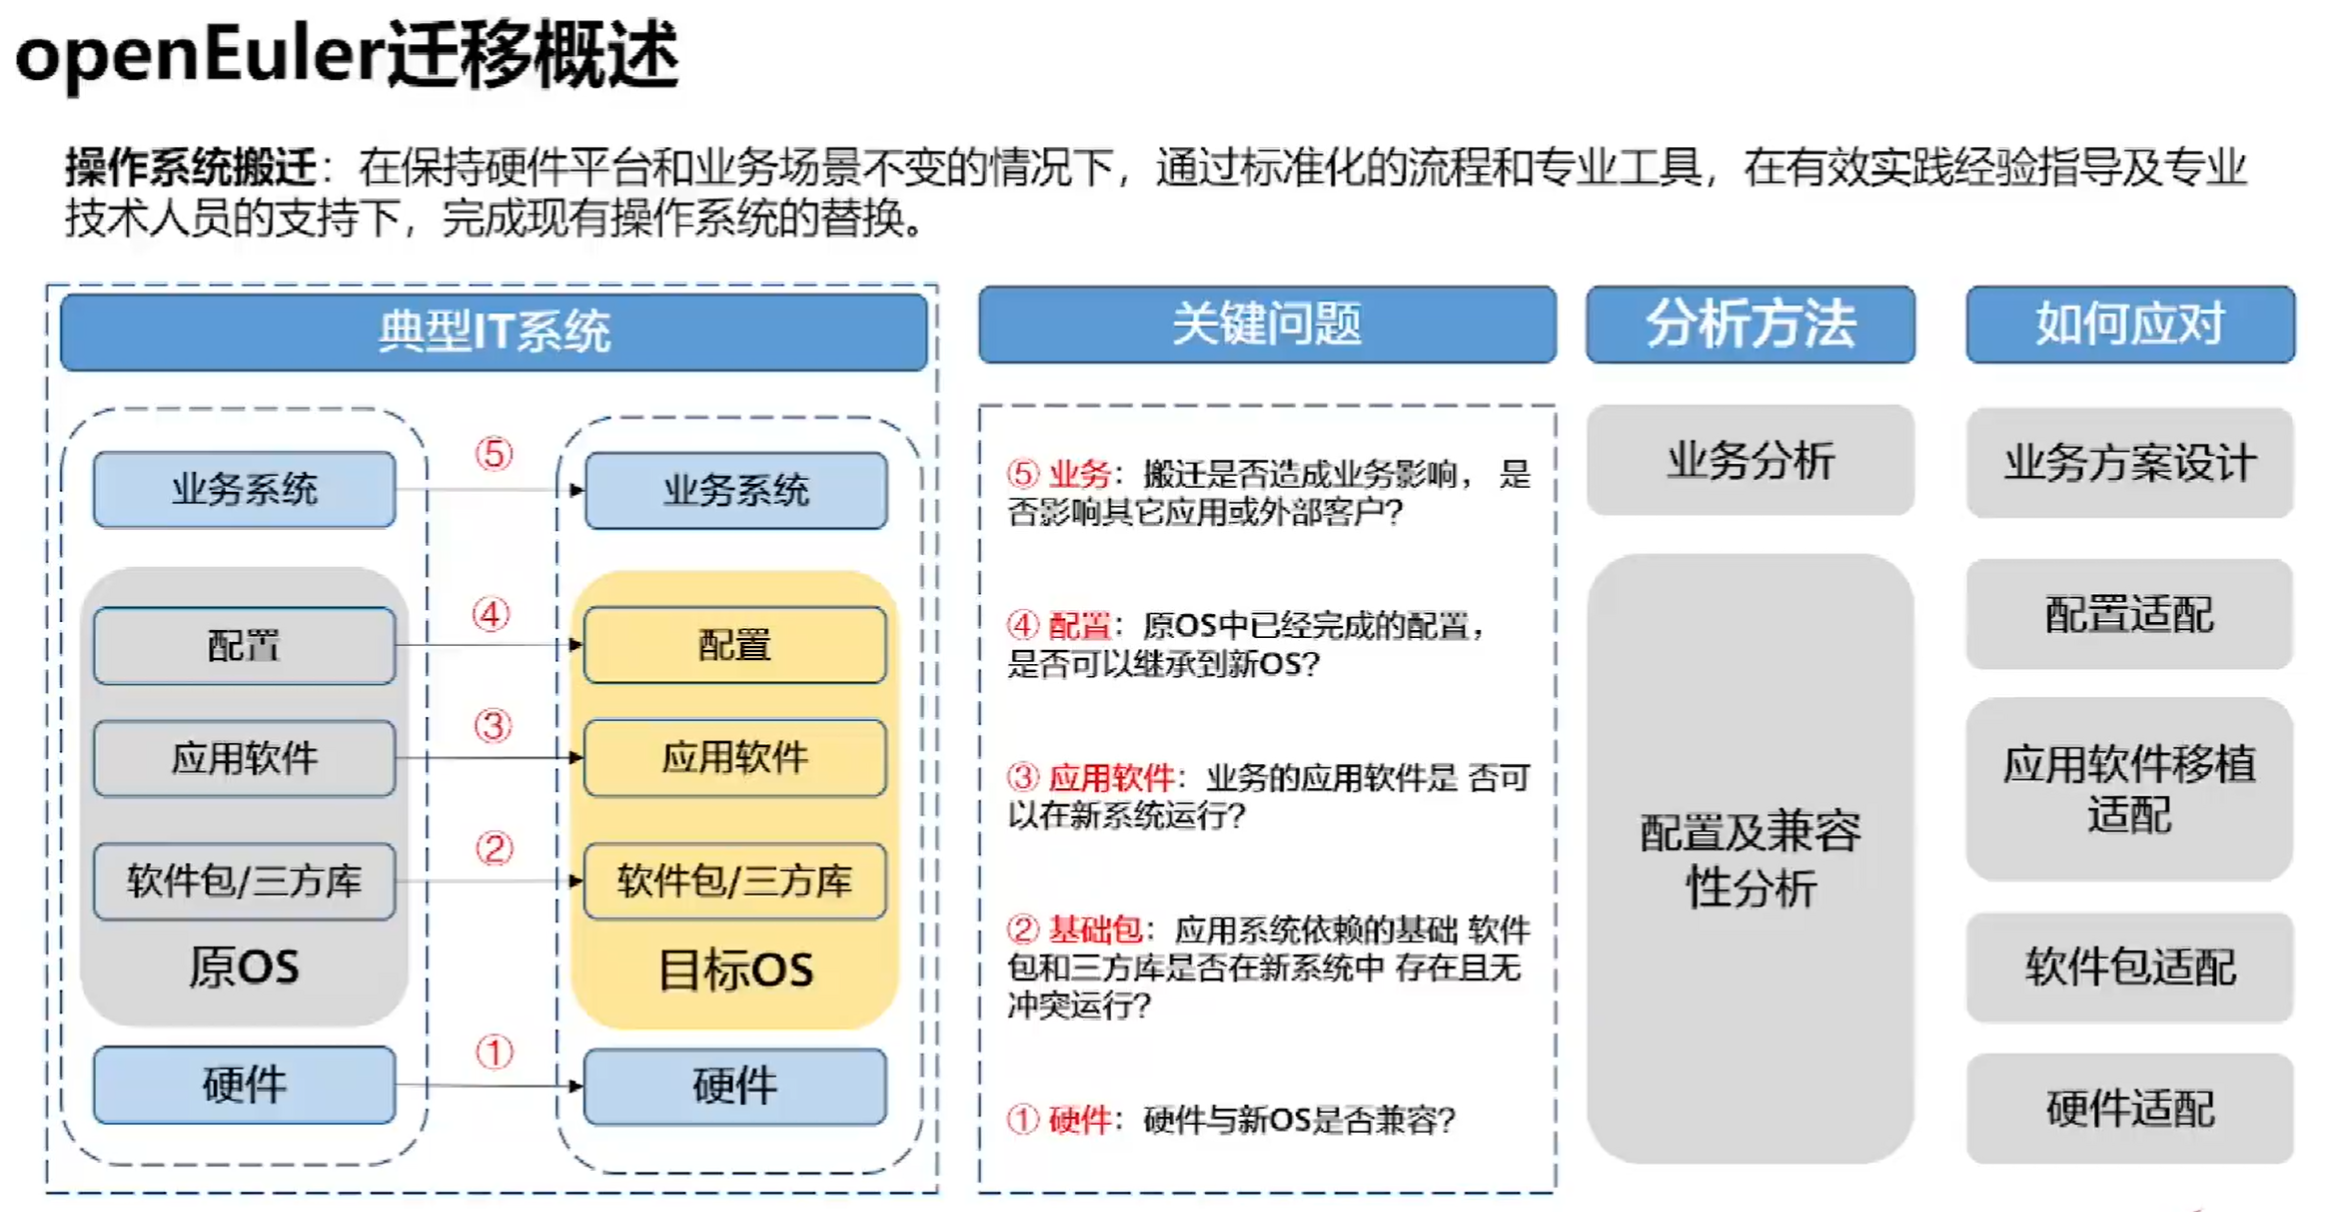 openEuler迁移概述
操作系统搬迁：在保持硬件平台和业务场景不变的情况下，通过标准化的流程和专业工具，在有效实践经验指导及专业
技术人员的支持下，完成现有操作系统的替换。
典型IT系统
业务系统
⑤
业务系统
配置
④
配置
应用软件
③
应用软件
软件包/三方库
②
软件包/三方库
原OS
目标OS
硬件
①
硬件
关键问题
⑤ 业务：搬迁是否造成业务影响， 是
否影响其它应用或外部客户？
④ 配置：原OS中已经完成的配置，
是否可以继承到新OS？
③ 应用软件：业务的应用软件是 否可
以在新系统运行？
② 基础包：应用系统依赖的基础 软件
包和三方库是否在新系统中 存在且无
冲突运行？
① 硬件：硬件与新OS是否兼容？
分析方法
业务分析
配置及兼容
性分析
如何应对
业务方案设计
配置适配
应用软件移植
适配
软件包适配
硬件适配